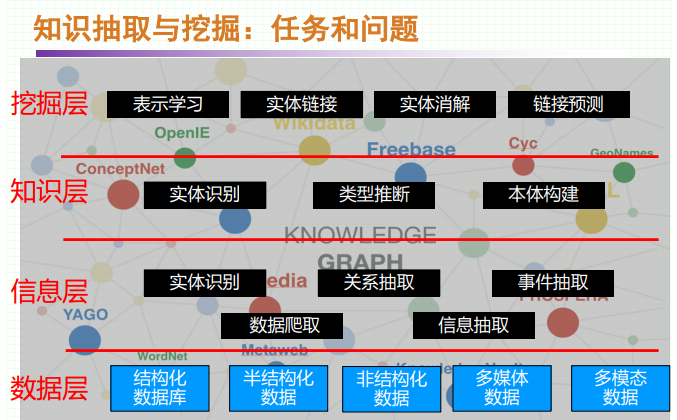 知识抽取与挖掘：任务和问题
挖掘层
表示学习
实体链接
实体消解
链接预测
Wikidata
OpenIE
Freebase
Cyc
GeoNames
ConceptNet
知识层
实体识别
类型推断
本体构建
KNOWLEDGE
GRAPH
信息层
实体识别
关系抽取
事件抽取
YAGO
数据爬取
信息抽取
WordNet
Metaweb
数据层
结构化
数据库
半结构化
数据
非结构化
数据
多媒体
数据
多模态
数据